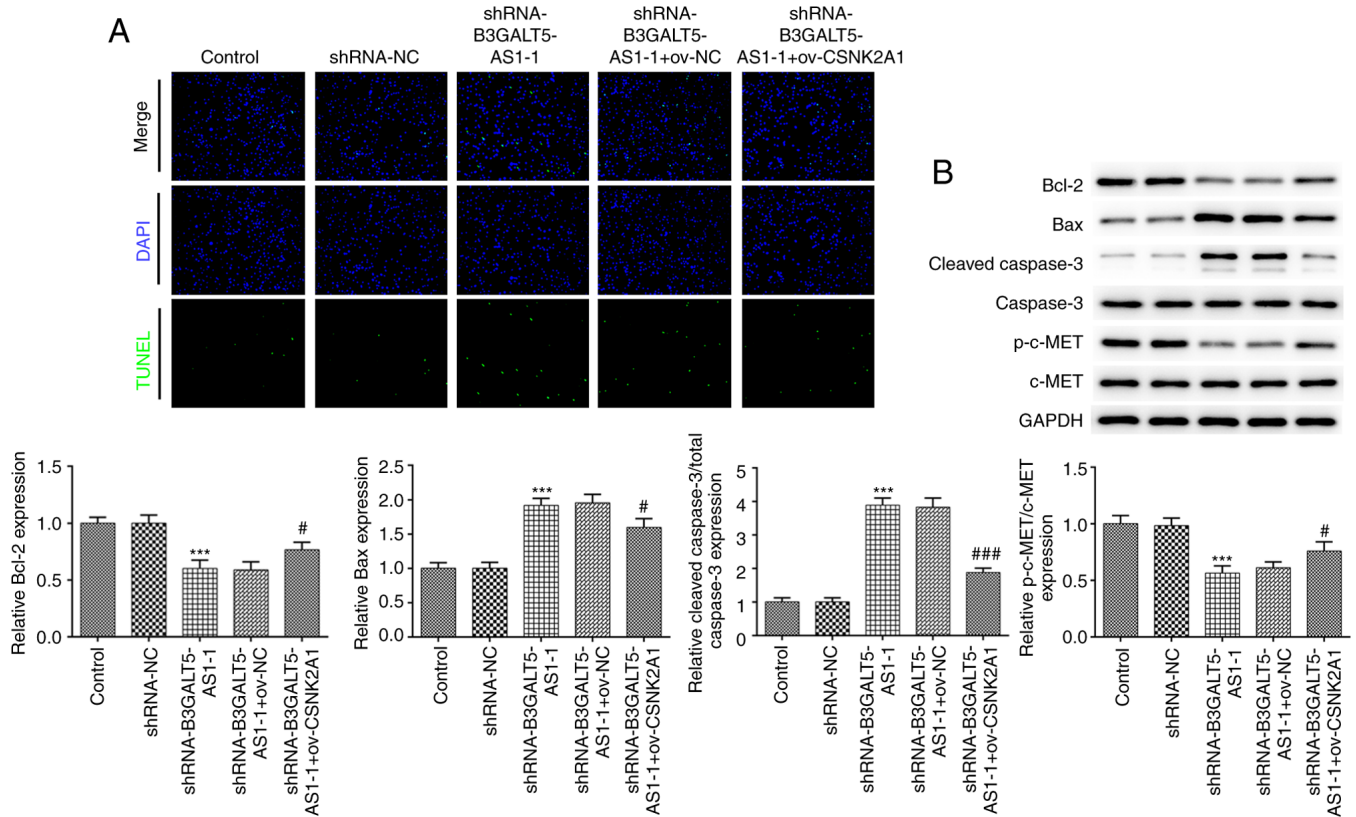 A
Control
shRNA-NC
shRNA-
B3GALT5-
AS1-1
shRNA-
B3GALT5-
AS1-1+ov-NC
shRNA-
B3GALT5-
AS1-1+ov-CSNK2A1
Merge
DAPI
TUNEL
B
Bcl-2
Bax
Cleaved caspase-3
Caspase-3
p-c-MET
c-MET
GAPDH
Relative Bcl-2 expression
1.5
1.0
0.5
0.0
***
#
Control
shRNA-NC
shRNA-B3GALT5-
AS1-1
shRNA-B3GALT5-
AS1-1+ov-NC
shRNA-B3GALT5-
AS1-1+ov-CSNK2A1
Relative Bax expression
2.5
2.0
1.5
1.0
0.5
0.0
***
#
Control
shRNA-NC
shRNA-B3GALT5-
AS1-1
shRNA-B3GALT5-
AS1-1+ov-NC
shRNA-B3GALT5-
AS1-1+ov-CSNK2A1
Relative cleaved caspase-3/total
caspase-3 expression
5
4
3
2
1
0
***
###
Control
shRNA-NC
shRNA-B3GALT5-
AS1-1
shRNA-B3GALT5-
AS1-1+ov-NC
shRNA-B3GALT5-
AS1-1+ov-CSNK2A1
Relative p-c-MET/c-MET
expression
1.5
1.0
0.5
0.0
***
#
Control
shRNA-NC
shRNA-B3GALT5-
AS1-1
shRNA-B3GALT5-
AS1-1+ov-NC
shRNA-B3GALT5-
AS1-1+ov-CSNK2A1